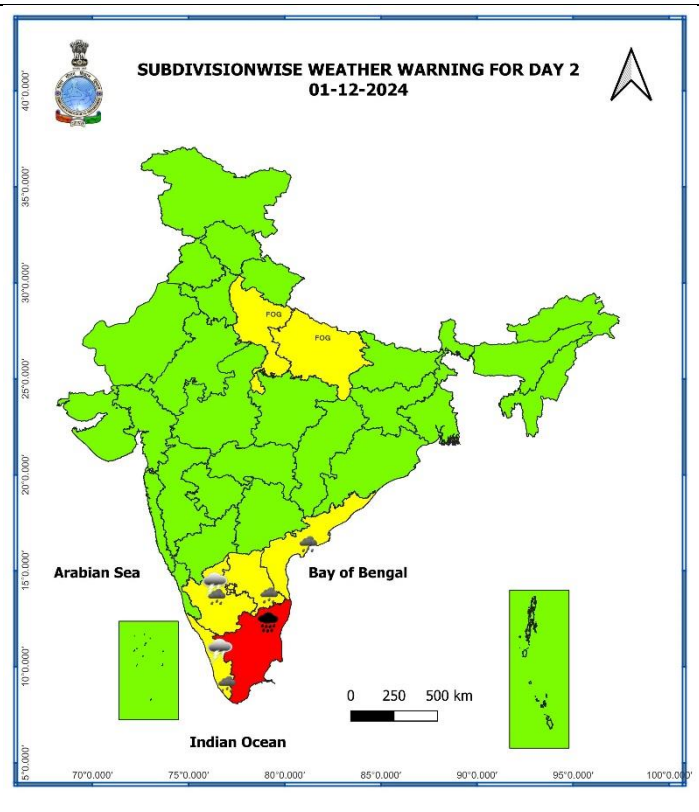 SUBDIVISIONWISE WEATHER WARNING FOR DAY 2
01-12-2024
40°0.000'
35°0.000'
30°0.000'
FOG
FOG
25°0.000'
20°0.000'
15°0.000'
Arabian Sea
Bay of Bengal
10°0.000'
0 250 500 km
Indian Ocean
5°0.000'
70°0.000' 75°0.000' 80°0.000' 85°0.000' 90°0.000' 95°0.000' 100°0.000'